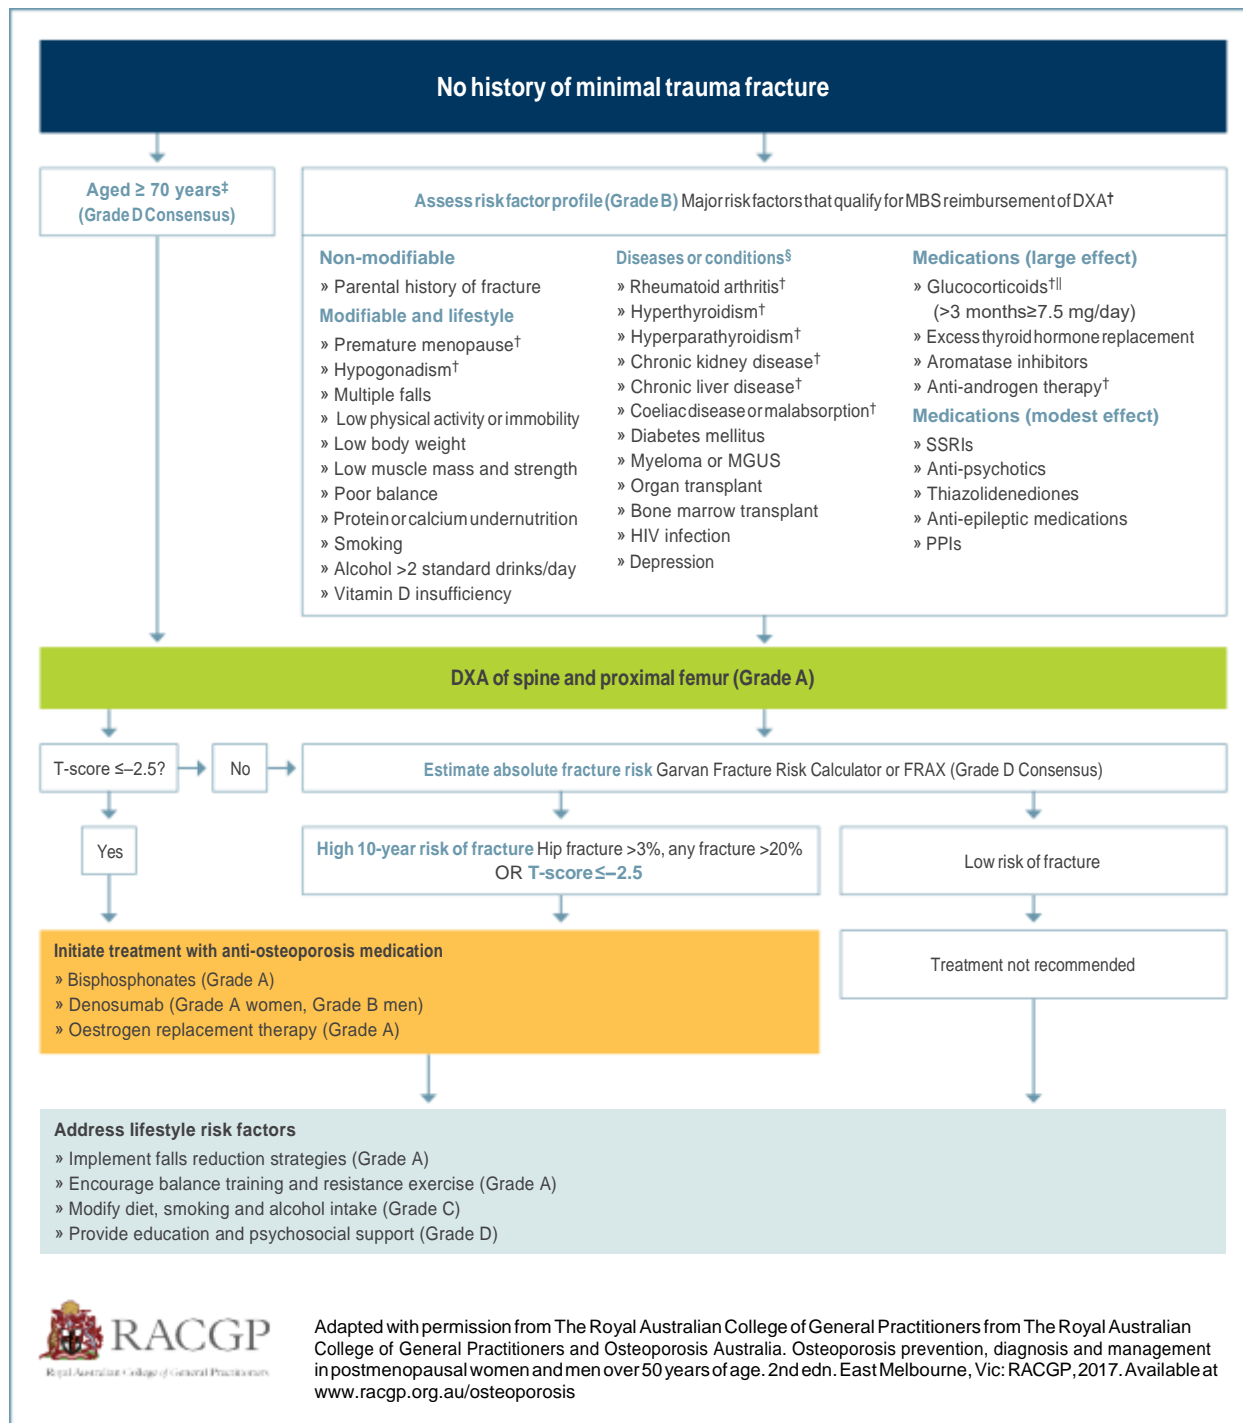 No history of minimal trauma fracture
Aged ≥ 70 years‡
(Grade D Consensus)
Assess risk factor profile (Grade B) Major risk factors that qualify for MBS reimbursement of DXA†
Non-modifiable
» Parental history of fracture
Modifiable and lifestyle
» Premature menopause†
» Hypogonadism†
» Multiple falls
» Low physical activity or immobility
» Low body weight
» Low muscle mass and strength
» Poor balance
» Protein or calcium undernutrition
» Smoking
» Alcohol >2 standard drinks/day
» Vitamin D insufficiency
Diseases or conditions§
» Rheumatoid arthritis†
» Hyperthyroidism†
» Hyperparathyroidism†
» Chronic kidney disease†
» Chronic liver disease†
» Coeliac disease or malabsorption†
» Diabetes mellitus
» Myeloma or MGUS
» Organ transplant
» Bone marrow transplant
» HIV infection
» Depression
Medications (large effect)
» Glucocorticoids†||
(>3 months≥7.5 mg/day)
» Excess thyroid hormone replacement
» Aromatase inhibitors
» Anti-androgen therapy†
Medications (modest effect)
» SSRIs
» Anti-psychotics
» Thiazolidenediones
» Anti-epileptic medications
» PPIs
DXA of spine and proximal femur (Grade A)
T-score ≤–2.5?
No
Estimate absolute fracture risk Garvan Fracture Risk Calculator or FRAX (Grade D Consensus)
Yes
High 10-year risk of fracture Hip fracture >3%, any fracture >20%
OR T-score ≤–2.5
Low risk of fracture
Initiate treatment with anti-osteoporosis medication
» Bisphosphonates (Grade A)
» Denosumab (Grade A women, Grade B men)
» Oestrogen replacement therapy (Grade A)
Treatment not recommended
Address lifestyle risk factors
» Implement falls reduction strategies (Grade A)
» Encourage balance training and resistance exercise (Grade A)
» Modify diet, smoking and alcohol intake (Grade C)
» Provide education and psychosocial support (Grade D)
RACGP
Royal Australian College of General Practitioners
Adapted with permission from The Royal Australian College of General Practitioners from The Royal Australian
College of General Practitioners and Osteoporosis Australia. Osteoporosis prevention, diagnosis and management
in postmenopausal women and men over 50 years of age. 2nd edn. East Melbourne, Vic: RACGP, 2017. Available at
www.racgp.org.au/osteoporosis